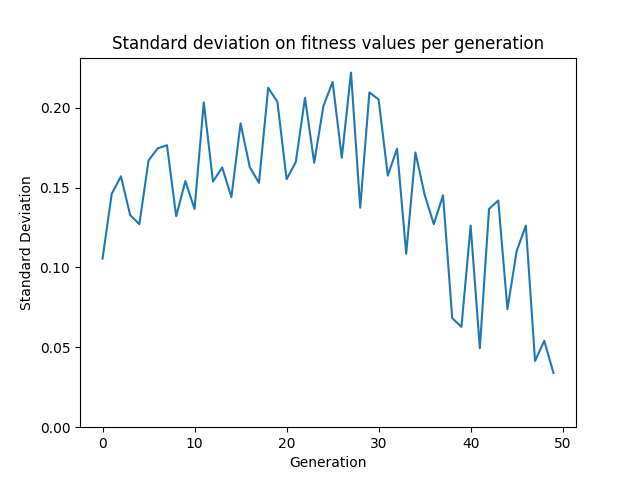 Standard deviation on fitness values per generation
0.20
0.15
0.10
0.05
0.00
Standard Deviation
0 10 20 30 40 50
Generation